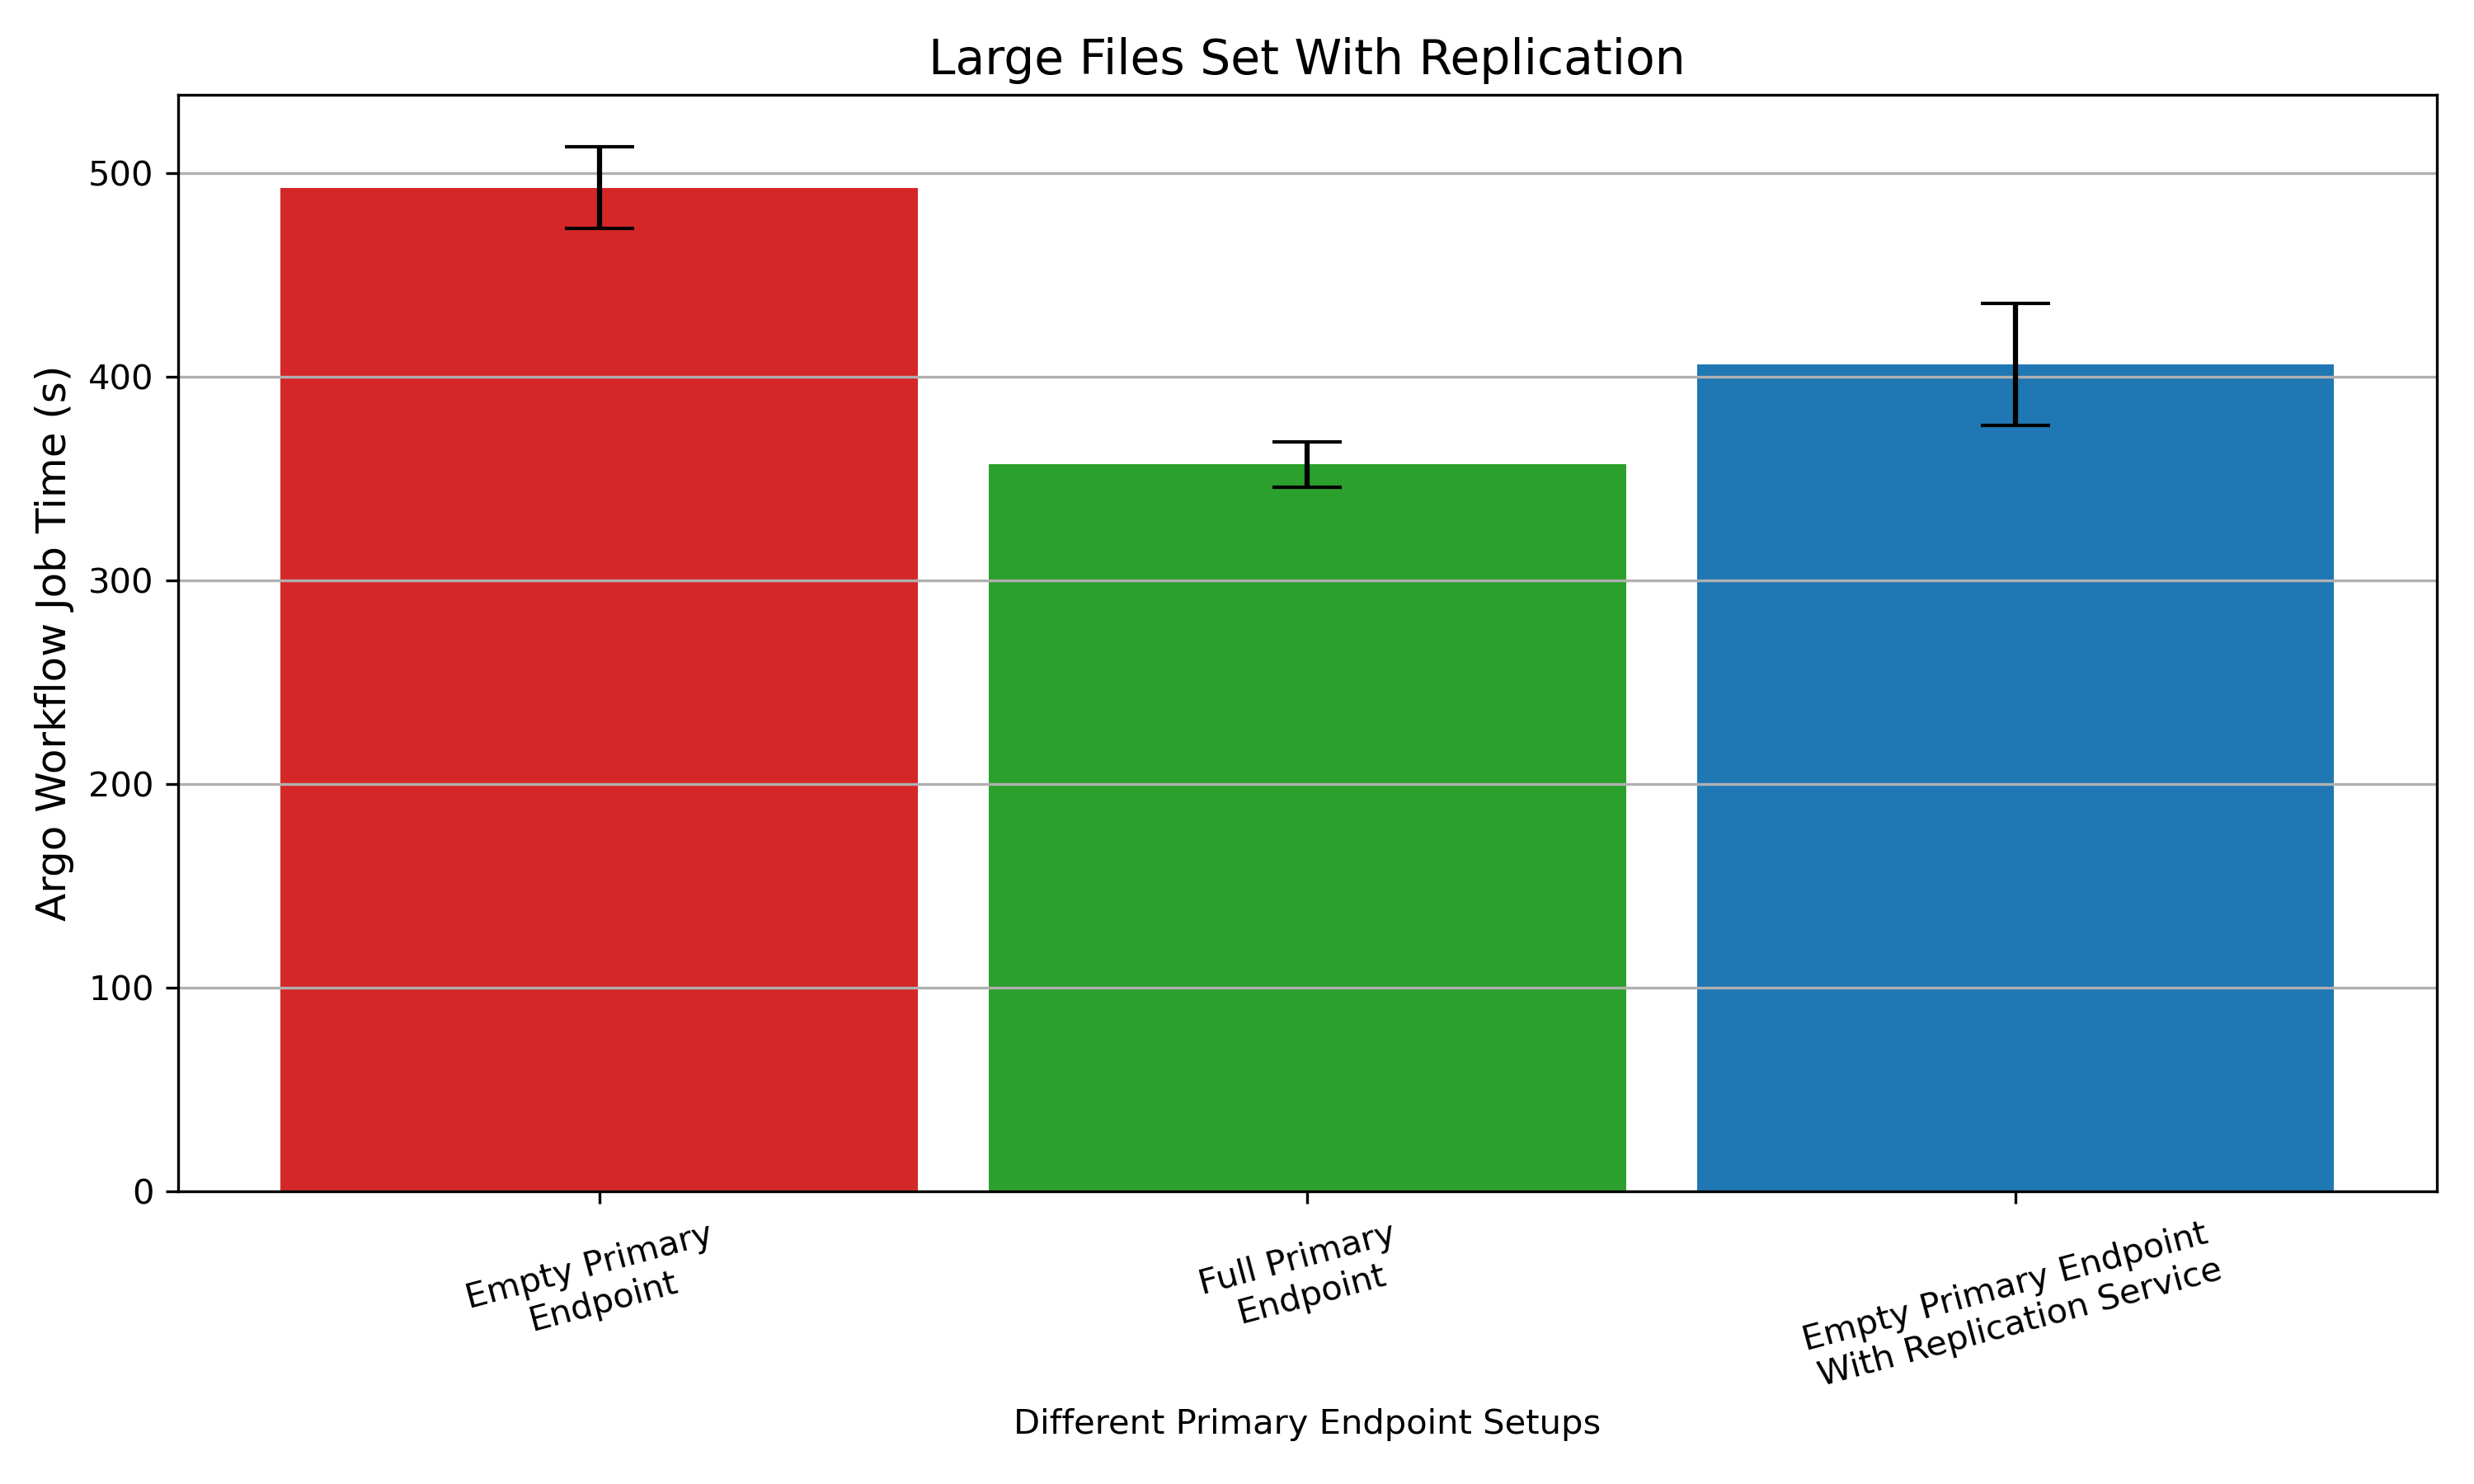 Large Files Set With Replication
Argo Workflow Job Time (s)
500
400
300
200
100
0
Empty Primary
Endpoint
Full Primary
Endpoint
Empty Primary Endpoint
With Replication Service
Different Primary Endpoint Setups